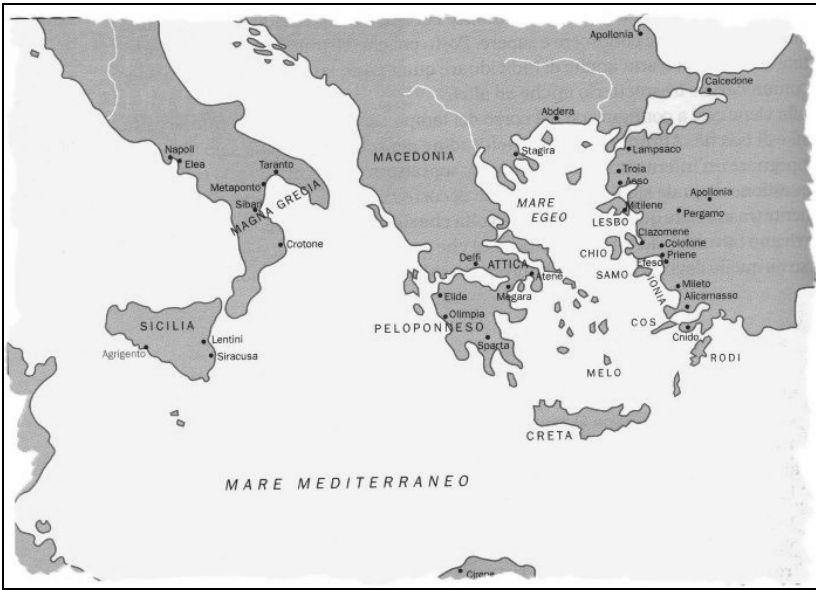 Apollonia
Calcedone
Abdera
Stagira
Lampsaco
Napoli
Elea
Taranto
MACEDONIA
Troia
Asso
Metaponto
Sibari
MAGNA GRECIA
MARE
EGEO
Mitilene
LESBO
Apollonia
Pergamo
Crotone
Clazomene
Colofone
CHIO
Priene
Efeso
Delfi
ATTICA
Atene
SAMO
IONIA
Mileto
Elide
Megara
Alicarnasso
Olimpia
PELOPONNESO
COS
Cnido
SICILIA
Lentini
Agrigento
Siracusa
Sparta
RODI
MELO
CRETA
MARE MEDITERRANEO
Cirene